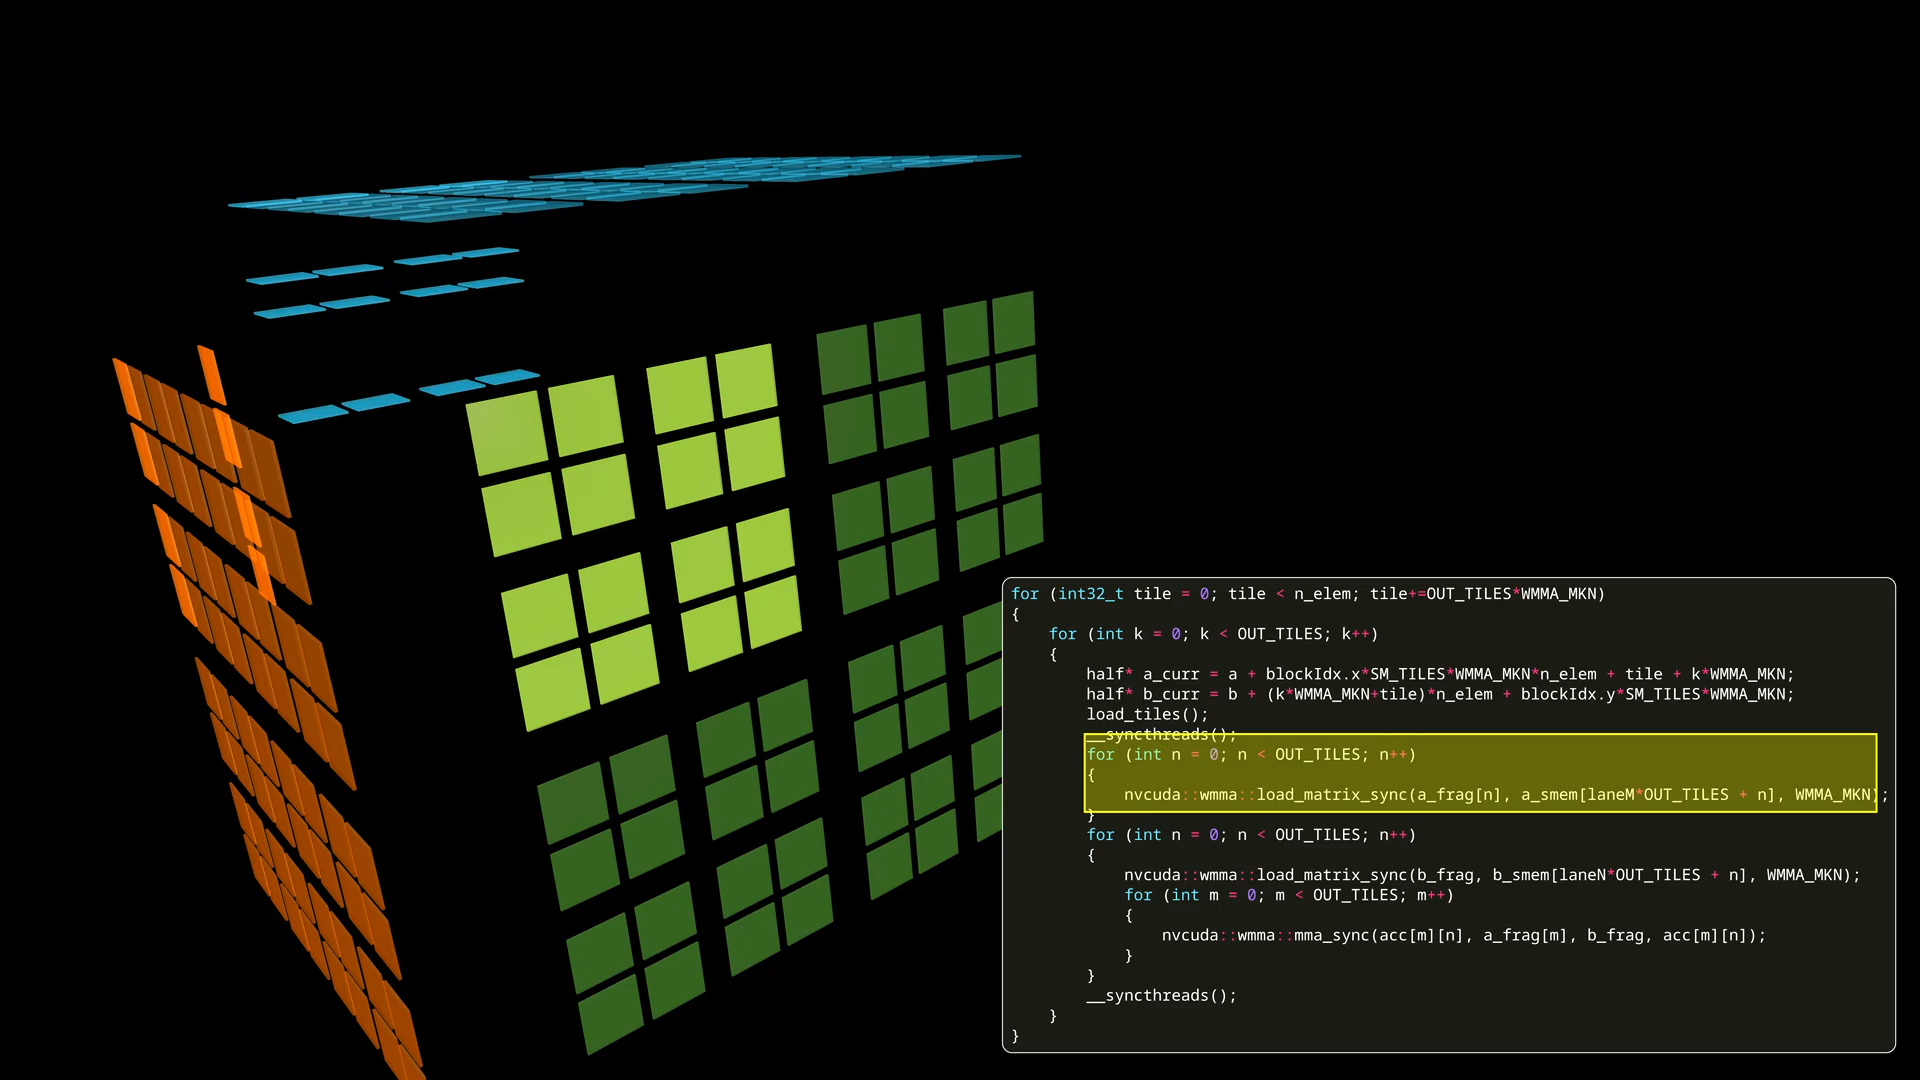 for (int32_t tile = 0; tile < n_elem; tile+=OUT_TILES*WMMA_MKN)
{
    for (int k = 0; k < OUT_TILES; k++)
    {
        half* a_curr = a + blockIdx.x*SM_TILES*WMMA_MKN*n_elem + tile + k*WMMA_MKN;
        half* b_curr = b + (k*WMMA_MKN+tile)*n_elem + blockIdx.y*SM_TILES*WMMA_MKN;
        load_tiles();
        __syncthreads();
        for (int n = 0; n < OUT_TILES; n++)
        {
            nvcuda::wmma::load_matrix_sync(a_frag[n], a_smem[laneM*OUT_TILES + n], WMMA_MKN);
        }
        for (int n = 0; n < OUT_TILES; n++)
        {
            nvcuda::wmma::load_matrix_sync(b_frag, b_smem[laneN*OUT_TILES + n], WMMA_MKN);
            for (int m = 0; m < OUT_TILES; m++)
            {
                nvcuda::wmma::mma_sync(acc[m][n], a_frag[m], b_frag, acc[m][n]);
            }
        }
        __syncthreads();
    }
}